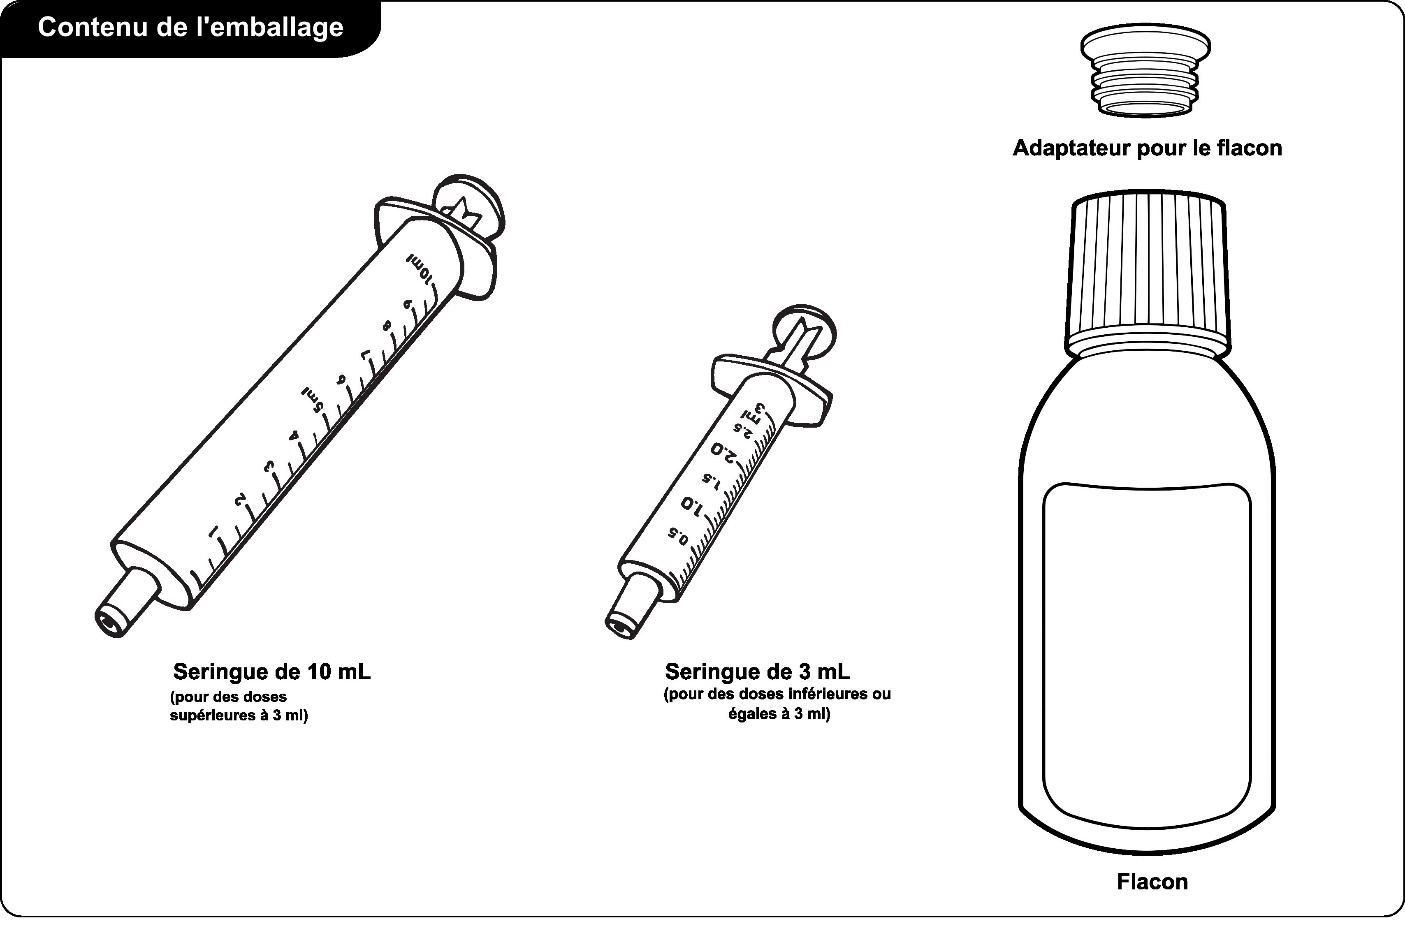 Contenu de l'emballage
Adaptateur pour le flacon
10ml
9
8
7
6
5ml
4
3
2
1
3
ml
2.5
2.0
1.5
1.0
0.5
Seringue de 10 mL
(pour des doses
supérieures à 3 ml)
Seringue de 3 mL
(pour des doses inférieures ou
égales à 3 ml)
Flacon